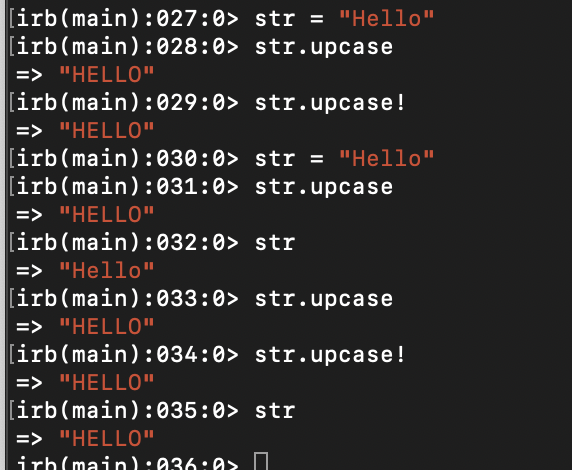 [irb(main):027:0> str = "Hello"
[irb(main):028:0> str.upcase
=> "HELLO"
[irb(main):029:0> str.upcase!
=> "HELLO"
[irb(main):030:0> str = "Hello"
[irb(main):031:0> str.upcase
=> "HELLO"
[irb(main):032:0> str
=> "Hello"
[irb(main):033:0> str.upcase
=> "HELLO"
[irb(main):034:0> str.upcase!
=> "HELLO"
[irb(main):035:0> str
=> "HELLO"
irb(main):036:0>